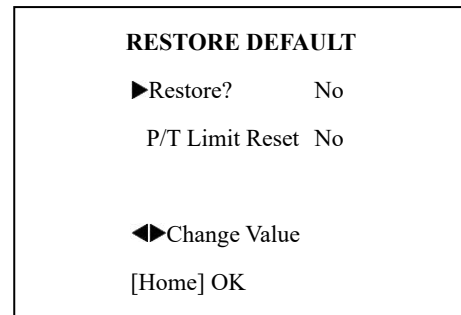 RESTORE DEFAULT
▶Restore? No
P/T Limit Reset No
◀▶Change Value
[Home] OK